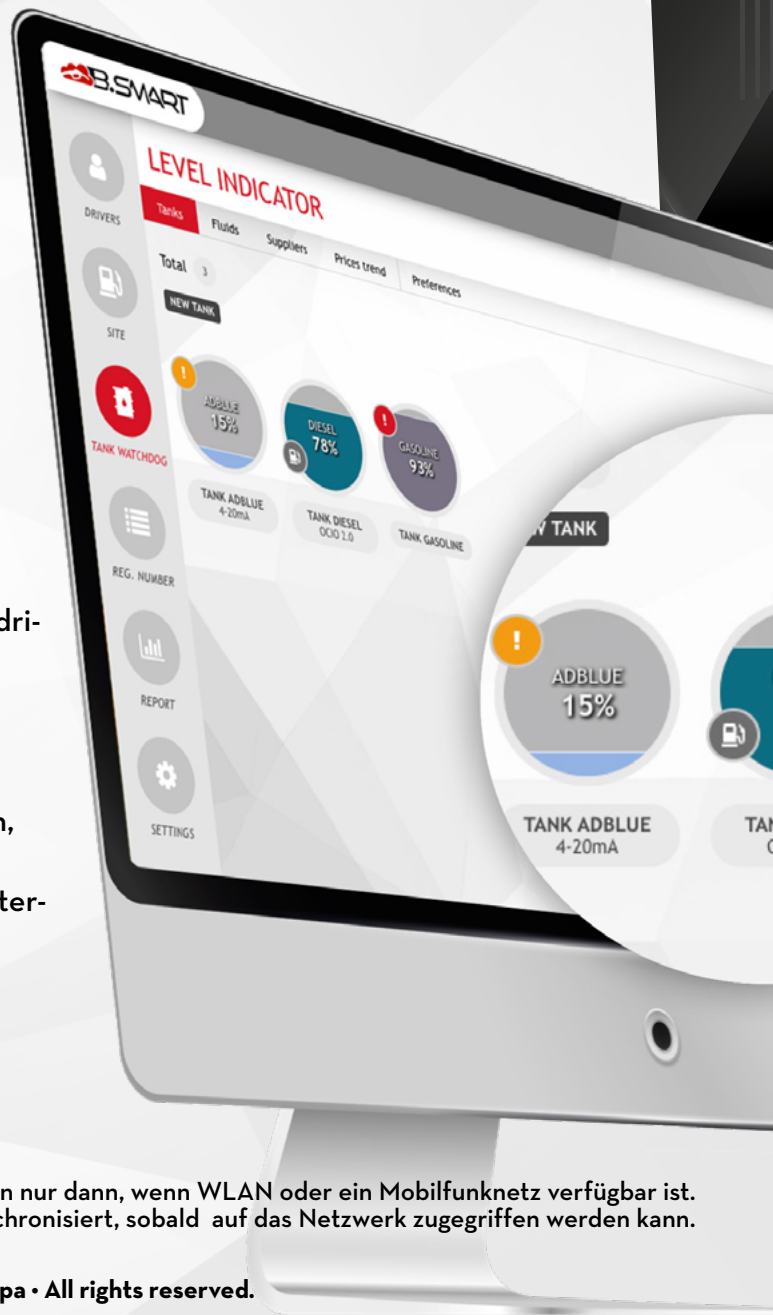 B.SMART
LEVEL INDICATOR
Tanks Fluids Suppliers Prices trend Preferences
Total 3
NEW TANK
DRIVERS
SITE
TANK WATCHDOG
REG. NUMBER
REPORT
SETTINGS
!
ADBLUE
15%
TANK ADBLUE
4-20mA
DIESEL
78%
TANK DIESEL
OCIO 2.0
!
GASOLINE
93%
TANK GASOLINE
W TANK
!
ADBLUE
15%
TANK ADBLUE
4-20mA
TAN
dri-
n,
ter-
n nur dann, wenn WLAN oder ein Mobilfunknetz verfügbar ist.
chronisiert, sobald auf das Netzwerk zugegriffen werden kann.
pa • All rights reserved.